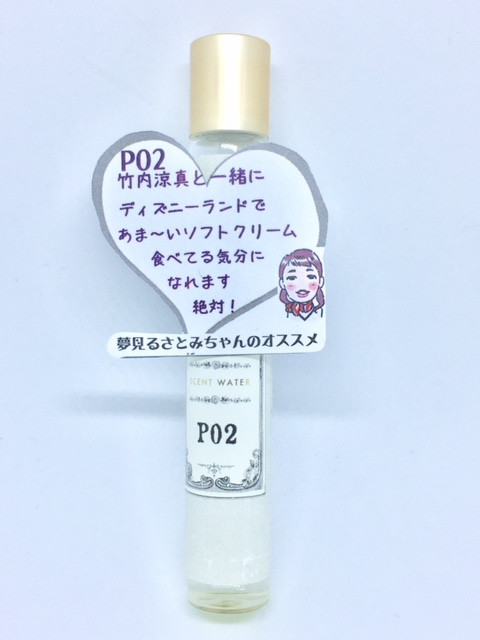 P02
竹内涼真と一緒に
ディズニーランドで
あま〜いソフトクリーム
食べてる気分に
なれます
絶対！
夢見るさとみちゃんのオススメ
SCENT WATER
P02